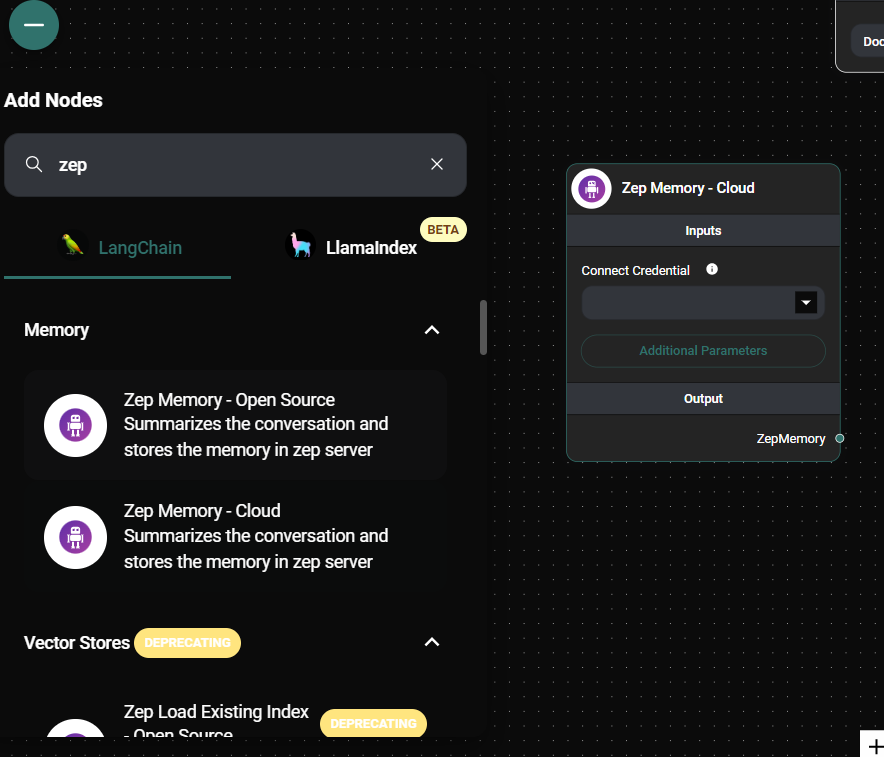 Add Nodes
zep
LangChain
LlamaIndex
BETA
Memory
Zep Memory - Open Source
Summarizes the conversation and
stores the memory in zep server
Zep Memory - Cloud
Summarizes the conversation and
stores the memory in zep server
Vector Stores DEPRECATING
Zep Load Existing Index
- Open Source
DEPRECATING
Doc
Zep Memory - Cloud
Inputs
Connect Credential
Additional Parameters
Output
ZepMemory